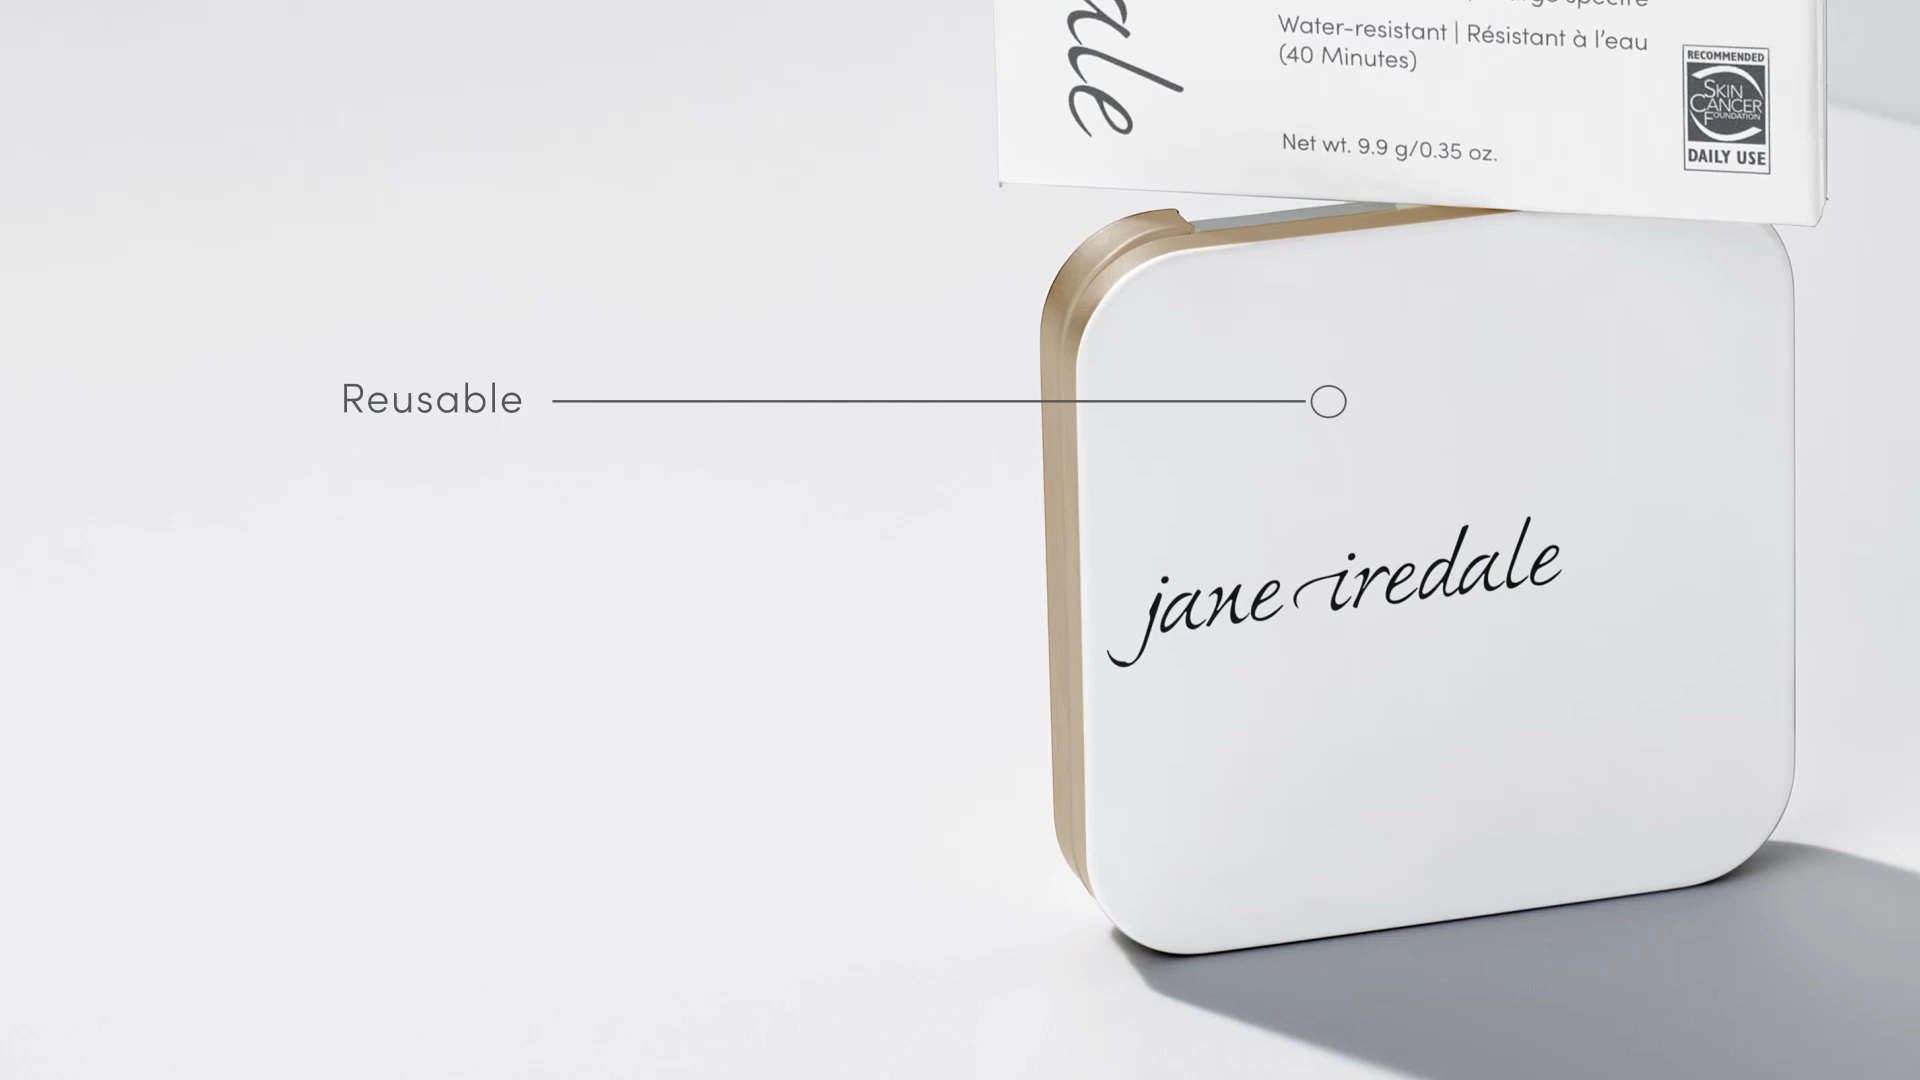 ale
Water-resistant | Résistant à l'eau
(40 Minutes)
RECOMMENDED
SKIN
CANCER
FOUNDATION
DAILY USE
Net wt. 9.9 g/0.35 oz.
Reusable
jane iredale